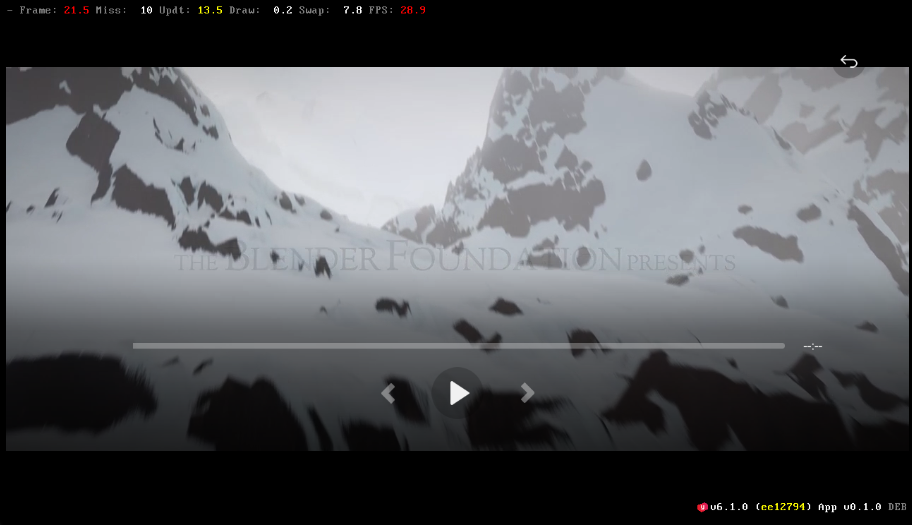 - Frame: 21.5 Miss: 10 Updt: 13.5 Draw: 0.2 Swap: 7.8 FPS: 28.9
THE BLENDER FOUNDATION PRESENTS
--:--
v6.1.0 (ee12794) App v0.1.0 DEB